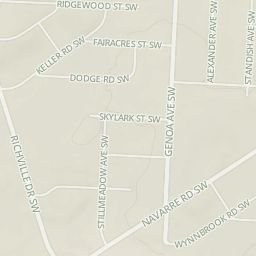 RIDGEWOOD ST SW
FAIRACRES ST SW
KELLER RD SW
DODGE RD SW
ALEXANDER AVE SW
STANDISH AVE SW
SKYLARK ST SW
GENOA AVE SW
RICHVILLE DR SW
STILLMEADOW AVE SW
NAVARRE RD SW
WYNNBROOK RD SW